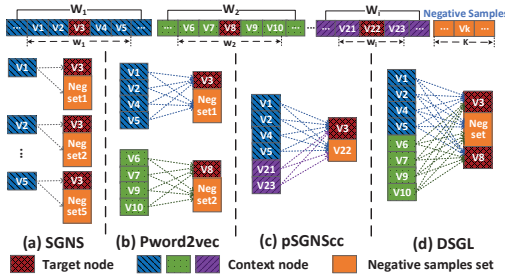 W₁ W₂ Wᵢ Negative Samples
... V1 V2 V3 V4 V5 ... V6 V7 V8 V9 V10 ... ... V21 V22 V23 ... ... Vk ...
w₁ w₂ wᵢ K
V1 V3
Neg set1
V2 V3
Neg set2
⋮
V5 V3
Neg set5
V1
V2
V4
V5
V3
Neg set1
V6
V7
V9
V10
V8
Neg set2
V1
V2
V4
V5
V21
V23
V3
V22
V1
V2
V4
V5
V6
V7
V9
V10
V3
Neg set
V8
(a) SGNS (b) Pword2vec (c) pSGNScc (d) DSGL
Target node Context node Negative samples set